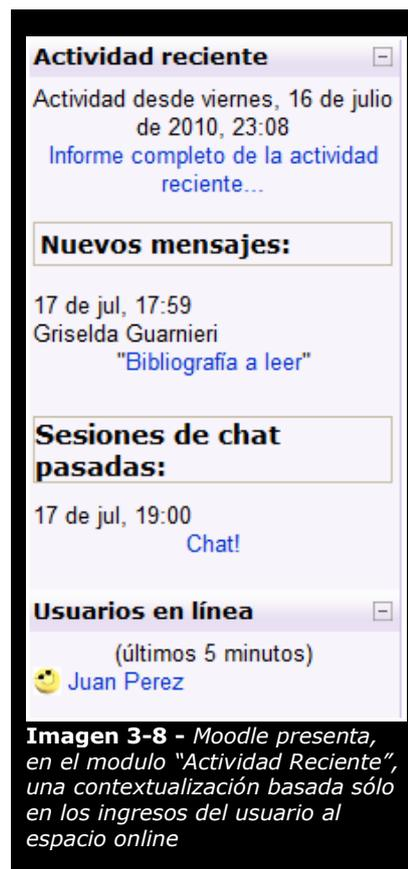 Actividad reciente
Actividad desde viernes, 16 de julio
de 2010, 23:08
Informe completo de la actividad
reciente...
Nuevos mensajes:
17 de jul, 17:59
Griselda Guarnieri
"Bibliografía a leer"
Sesiones de chat
pasadas:
17 de jul, 19:00
Chat!
Usuarios en línea
(últimos 5 minutos)
Juan Perez
Imagen 3-8 - Moodle presenta,
en el modulo “Actividad Reciente”,
una contextualización basada sólo
en los ingresos del usuario al
espacio online